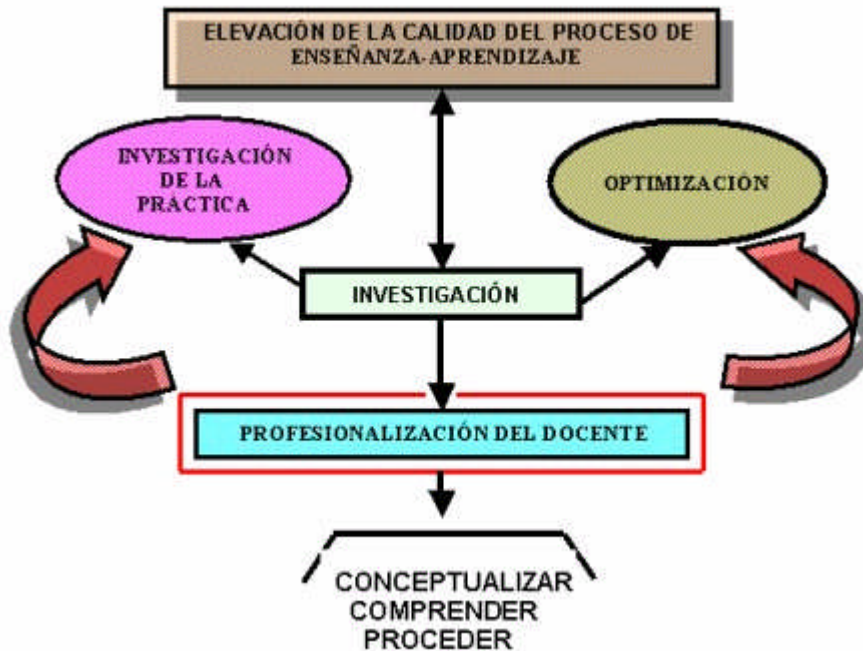 ELEVACIÓN DE LA CALIDAD DEL PROCESO DE
ENSEÑANZA-APRENDIZAJE
INVESTIGACIÓN
DE LA
PRÁCTICA
OPTIMIZACIÓN
INVESTIGACIÓN
PROFESIONALIZACIÓN DEL DOCENTE
CONCEPTUALIZAR
COMPRENDER
PROCEDER